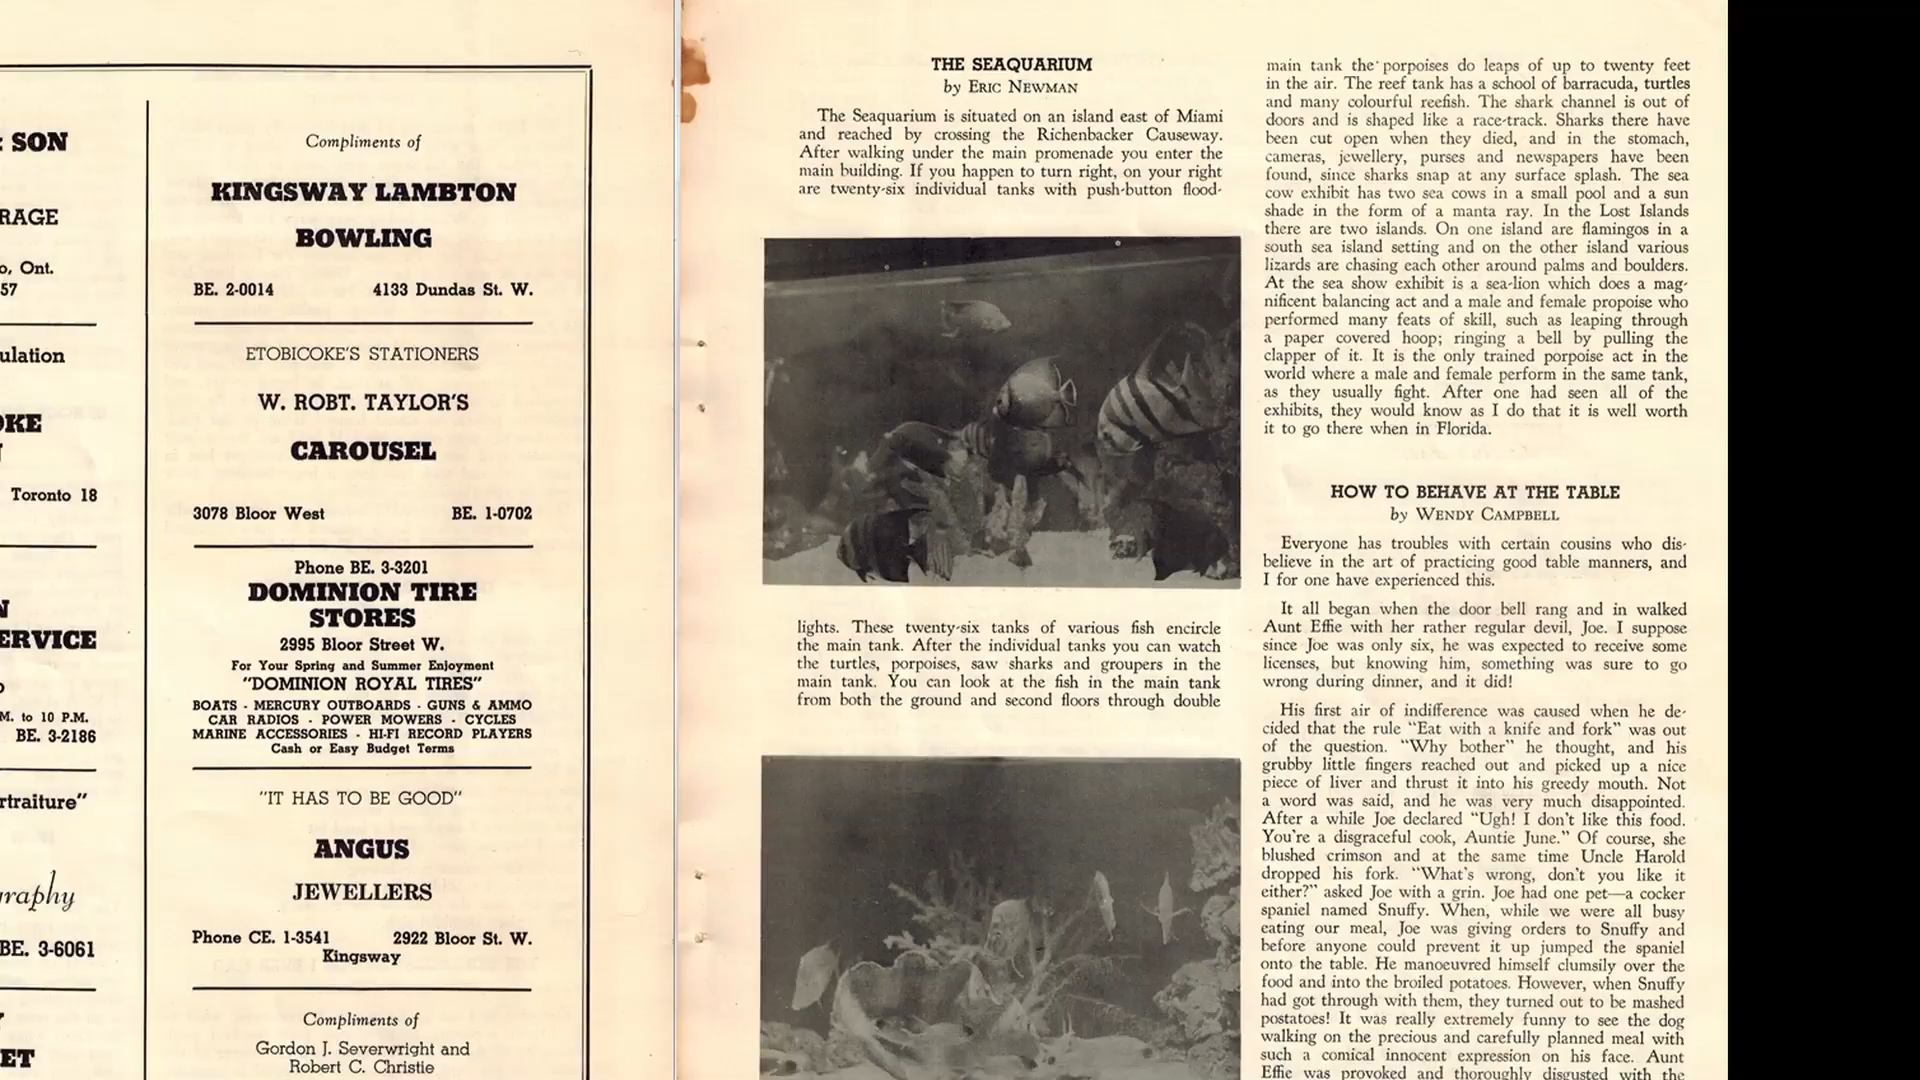 : SON
RAGE
o, Ont.
57
ulation
OKE
Toronto 18
N
ERVICE
M. to 10 P.M.
BE. 3-2186
rtraiture"
raphy
BE. 3-6061
ET
Compliments of
KINGSWAY LAMBTON
BOWLING
BE. 2-0014 4133 Dundas St. W.
ETOBICOKE'S STATIONERS
W. ROBT. TAYLOR'S
CAROUSEL
3078 Bloor West BE. 1-0702
Phone BE. 3-3201
DOMINION TIRE
STORES
2995 Bloor Street W.
For Your Spring and Summer Enjoyment
"DOMINION ROYAL TIRES"
BOATS - MERCURY OUTBOARDS - GUNS & AMMO
CAR RADIOS - POWER MOWERS - CYCLES
MARINE ACCESSORIES - HI-FI RECORD PLAYERS
Cash or Easy Budget Terms
"IT HAS TO BE GOOD"
ANGUS
JEWELLERS
Phone CE. 1-3541 2922 Bloor St. W.
Kingsway
Compliments of
Gordon J. Severwright and
Robert C. Christie
THE SEAQUARIUM
by ERIC NEWMAN
The Seaquarium is situated on an island east of Miami
and reached by crossing the Richenbacker Causeway.
After walking under the main promenade you enter the
main building. If you happen to turn right, on your right
are twenty-six individual tanks with push-button flood-
lights. These twenty-six tanks of various fish encircle
the main tank. After the individual tanks you can watch
the turtles, porpoises, saw sharks and groupers in the
main tank. You can look at the fish in the main tank
from both the ground and second floors through double
main tank the porpoises do leaps of up to twenty feet
in the air. The reef tank has a school of barracuda, turtles
and many colourful reefish. The shark channel is out of
doors and is shaped like a race-track. Sharks there have
been cut open when they died, and in the stomach,
cameras, jewellery, purses and newspapers have been
found, since sharks snap at any surface splash. The sea
cow exhibit has two sea cows in a small pool and a sun
shade in the form of a manta ray. In the Lost Islands
there are two islands. On one island are flamingos in a
south sea island setting and on the other island various
lizards are chasing each other around palms and boulders.
At the sea show exhibit is a sea-lion which does a mag-
nificent balancing act and a male and female propoise who
performed many feats of skill, such as leaping through
a paper covered hoop; ringing a bell by pulling the
clapper of it. It is the only trained porpoise act in the
world where a male and female perform in the same tank,
as they usually fight. After one had seen all of the
exhibits, they would know as I do that it is well worth
it to go there when in Florida.
HOW TO BEHAVE AT THE TABLE
by WENDY CAMPBELL
Everyone has troubles with certain cousins who dis-
believe in the art of practicing good table manners, and
I for one have experienced this.
It all began when the door bell rang and in walked
Aunt Effie with her rather regular devil, Joe. I suppose
since Joe was only six, he was expected to receive some
licenses, but knowing him, something was sure to go
wrong during dinner, and it did!
His first air of indifference was caused when he de-
cided that the rule "Eat with a knife and fork" was out
of the question. "Why bother" he thought, and his
grubby little fingers reached out and picked up a nice
piece of liver and thrust it into his greedy mouth. Not
a word was said, and he was very much disappointed.
After a while Joe declared "Ugh! I don't like this food.
You're a disgraceful cook, Auntie June." Of course, she
blushed crimson and at the same time Uncle Harold
dropped his fork. "What's wrong, don't you like it
either?" asked Joe with a grin. Joe had one pet—a cocker
spaniel named Snuffy. When, while we were all busy
eating our meal, Joe was giving orders to Snuffy and
before anyone could prevent it up jumped the spaniel
onto the table. He manoeuvred himself clumsily over the
food and into the broiled potatoes. However, when Snuffy
had got through with them, they turned out to be mashed
postatoes! It was really extremely funny to see the dog
walking on the precious and carefully planned meal with
such a comical innocent expression on his face. Aunt
Effie was provoked and thoroughly disgusted with the